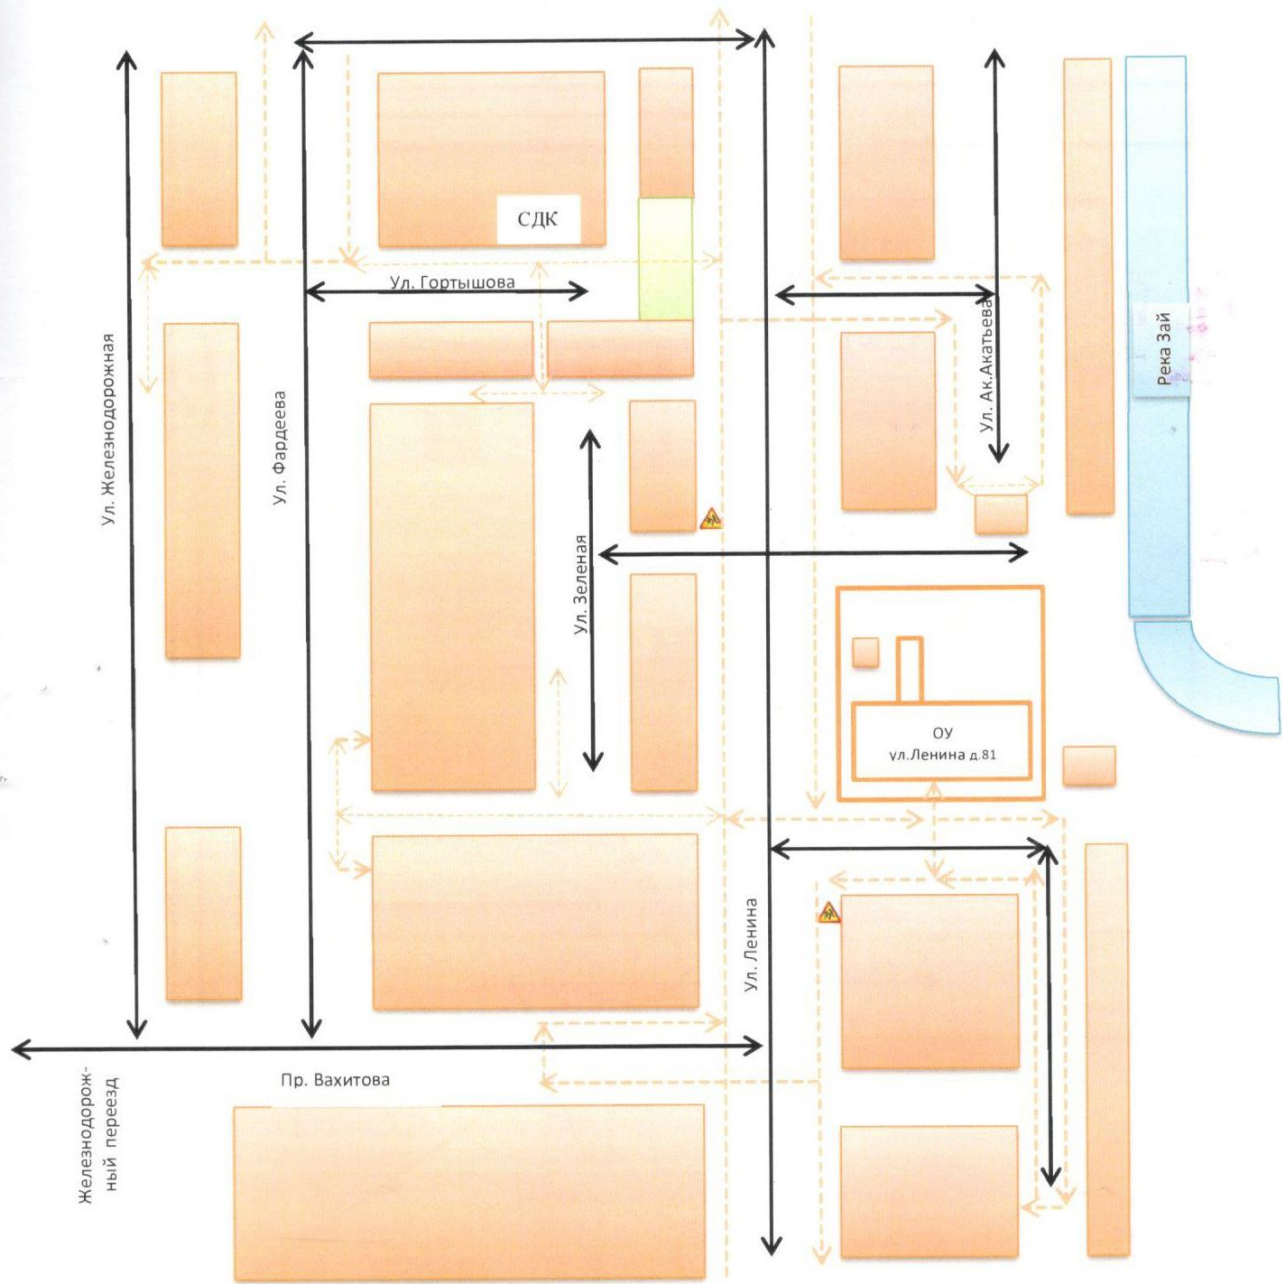 СДК
Ул. Гортышова
Ул. Железнодорожная
Ул. Фардеева
Ул. Ак.Акатьева
Река Зай
Ул. Зеленая
ОУ
ул.Ленина д.81
Ул. Ленина
Пр. Вахитова
Железнодорож-
ный переезд